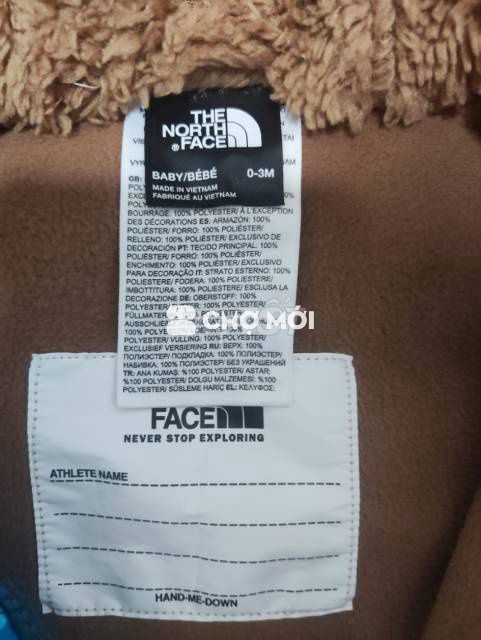 THE
NORTH
FACE
BABY/BÉBÉ 0-3M
MADE IN VIETNAM
FABRIQUÉ AU VIETNAM
BOURRAGE: 100% POLYESTER/ À L'EXCEPTION
DES DÉCORATIONS ES: ARMAZÓN: 100%
POLIÉSTER/ FORRO: 100% POLIÉSTER/
RELLENO: 100% POLIÉSTER/ EXCLUSIVO DE
DECORACIÓN PT: TECIDO PRINCIPAL: 100%
POLIÉSTER/ FORRO: 100% POLIÉSTER/
ENCHIMENTO: 100% POLIÉSTER/ EXCLUSIVO
PARA DECORAÇÃO IT: STRATO ESTERNO: 100%
POLIESTERE/ FODERA: 100% POLIESTERE/
IMBOTTITURA: 100% POLIESTERE/ ESCLUSA LA
DECORAZIONE DE: OBERSTOFF: 100%
FÜLLMATER
AUSSCHLIE
CHỢ MỚI
POLYESTER/ VULLING: 100% POLYESTER/
EXCLUSIEF VERSIERING RU: ВЕРХ: 100%
ПОЛИЭСТЕР/ ПОДКЛАДКА: 100% ПОЛИЭСТЕР/
НАБИВКА: 100% ПОЛИЭСТЕР/ БЕЗ УКРАШЕНИЙ
TR: ANA KUMAŞ: %100 POLYESTER/ ASTAR:
%100 POLYESTER/ DOLGU MALZEMESİ: %100
POLYESTER/ SÜSLEME HARİÇ EL: ΚΕΛΥΦΟΣ:
FACE
NEVER STOP EXPLORING
ATHLETE NAME
HAND-ME-DOWN